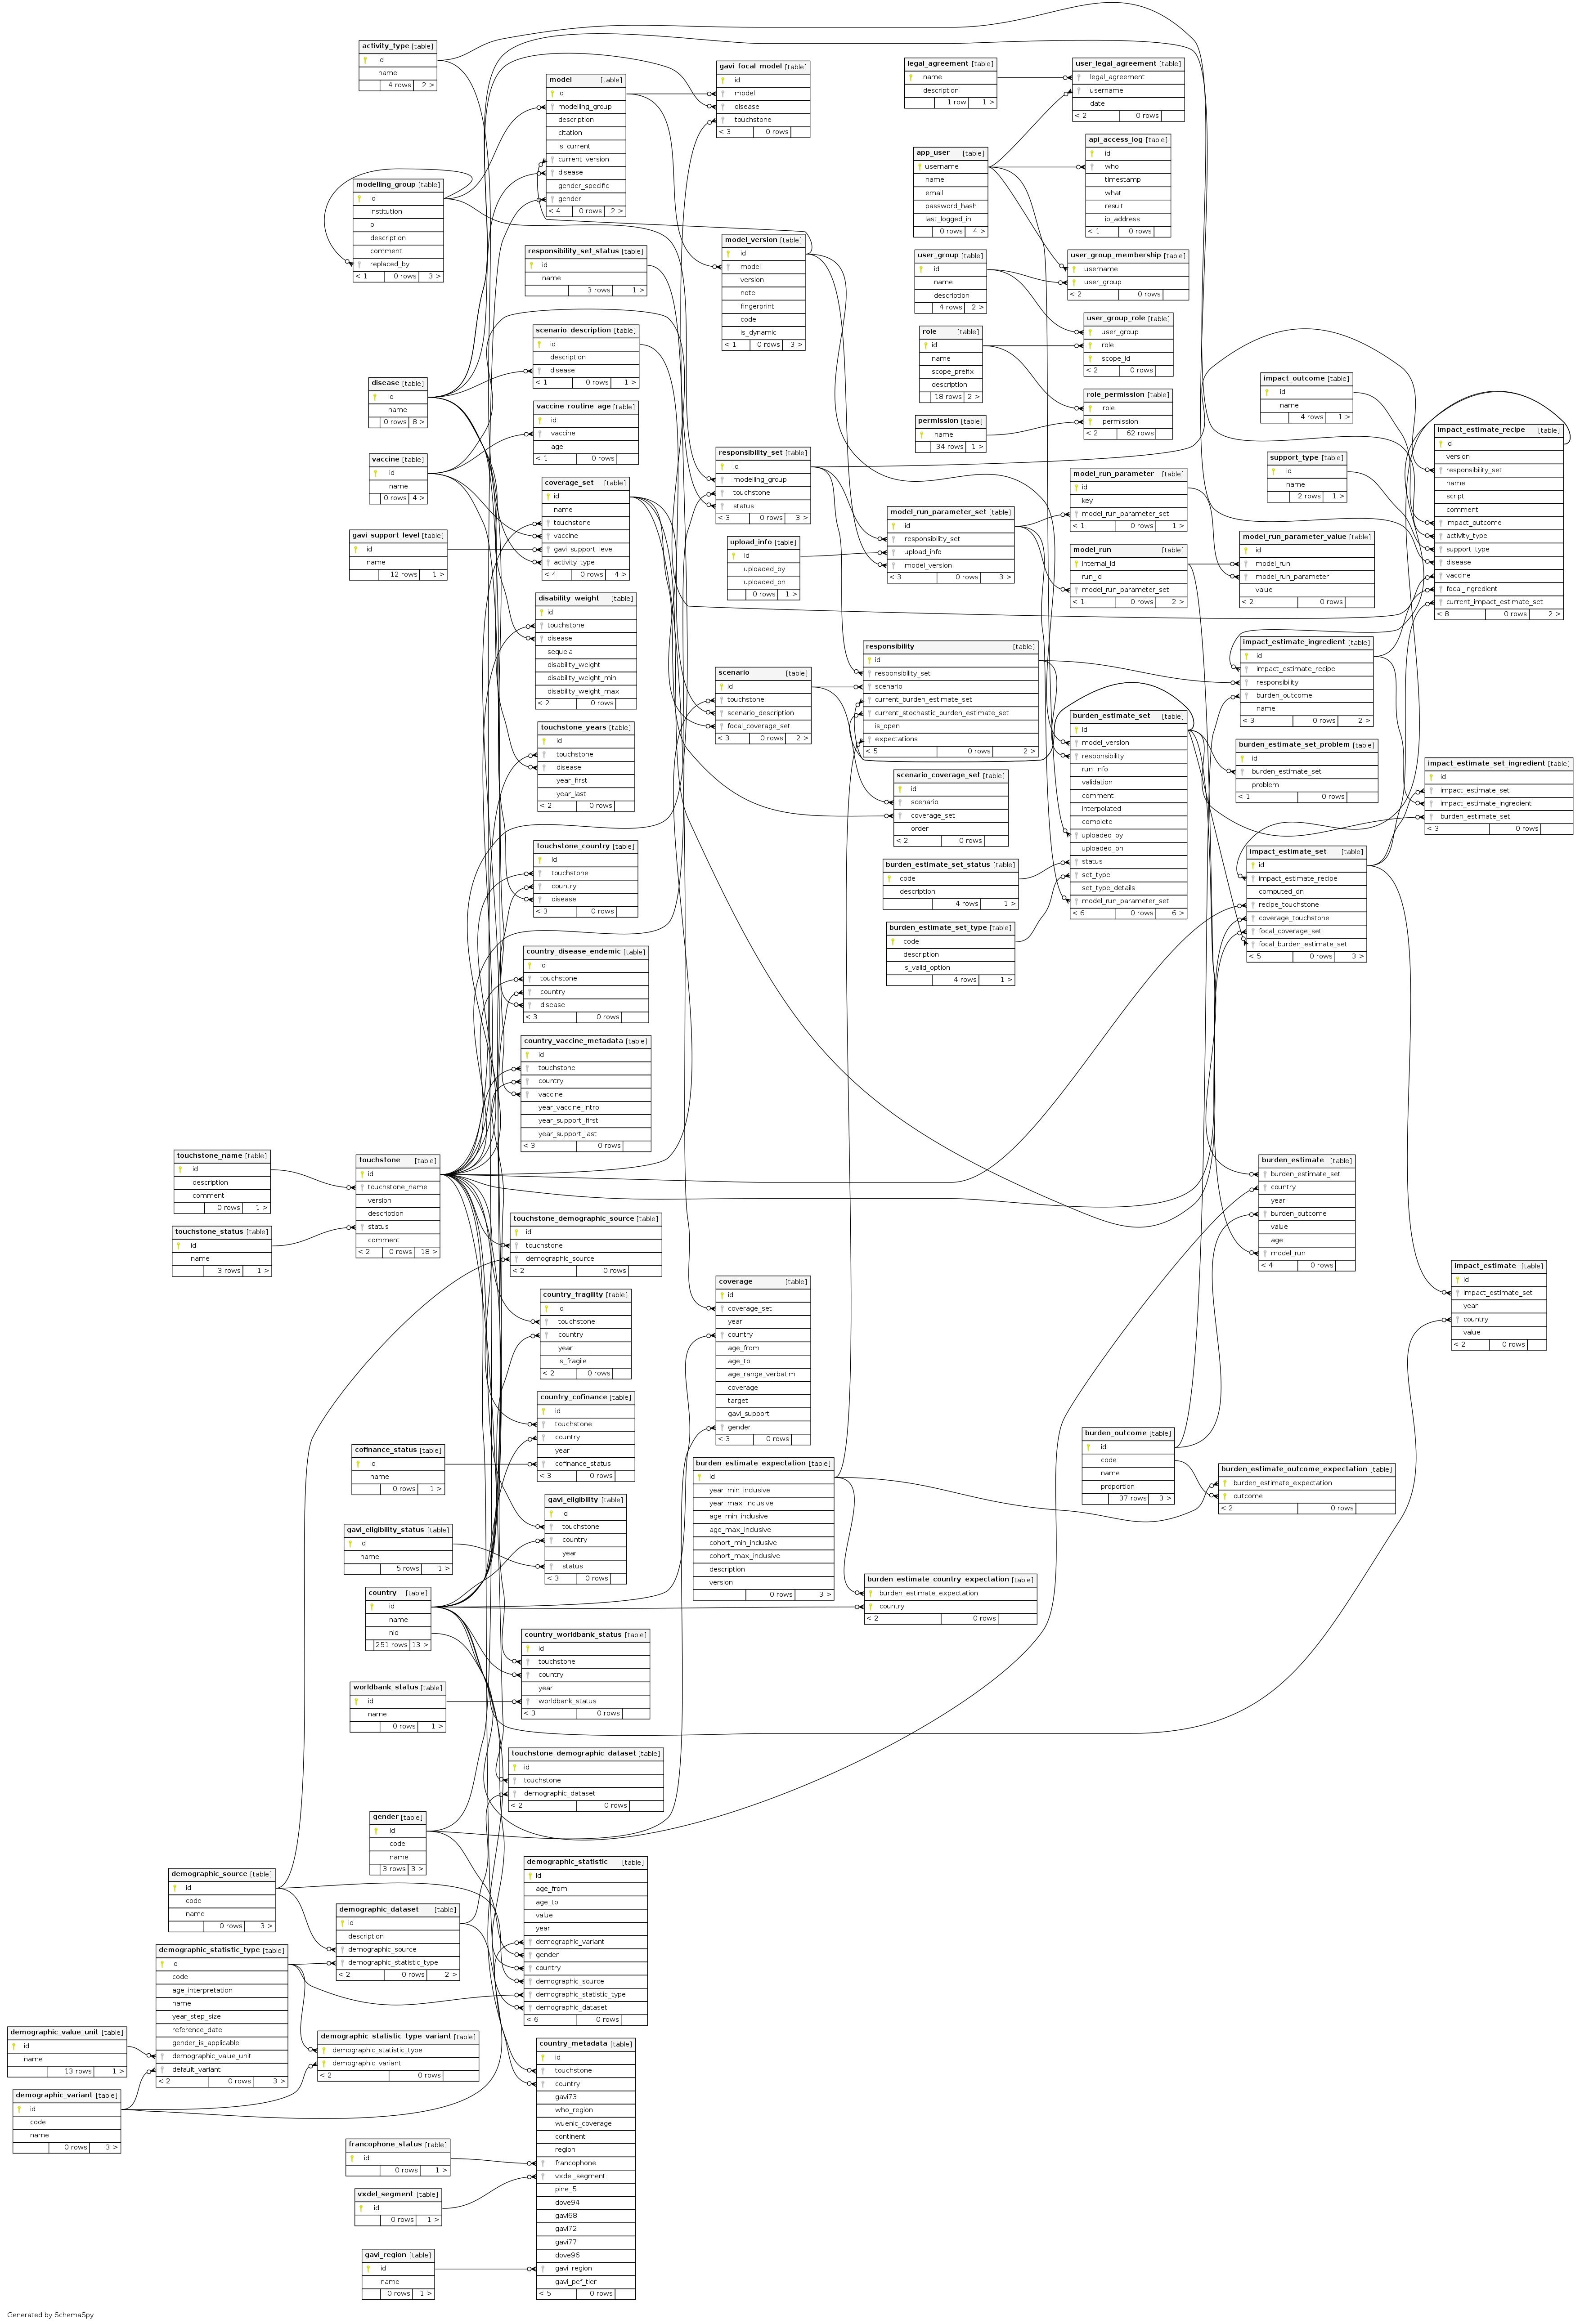 activity_type [table]
id
name
4 rows 2 >
modelling_group [table]
id
institution
pi
description
comment
replaced_by
< 1 0 rows 3 >
disease [table]
id
name
0 rows 8 >
vaccine [table]
id
name
0 rows 4 >
gavi_support_level [table]
id
name
12 rows 1 >
touchstone_name [table]
id
description
comment
0 rows 1 >
touchstone_status [table]
id
name
3 rows 1 >
touchstone [table]
id
touchstone_name
version
description
status
comment
< 2 0 rows 18 >
cofinance_status [table]
id
name
0 rows 1 >
gavi_eligibility_status [table]
id
name
5 rows 1 >
country [table]
id
name
nid
251 rows 13 >
worldbank_status [table]
id
name
0 rows 1 >
gender [table]
id
code
name
3 rows 3 >
demographic_source [table]
id
code
name
0 rows 3 >
demographic_dataset [table]
id
description
demographic_source
demographic_statistic_type
< 2 0 rows 2 >
demographic_statistic_type [table]
id
code
age_interpretation
name
year_step_size
reference_date
gender_is_applicable
demographic_value_unit
default_variant
< 2 0 rows 3 >
demographic_value_unit [table]
id
name
13 rows 1 >
demographic_variant [table]
id
code
name
0 rows 3 >
demographic_statistic_type_variant [table]
demographic_statistic_type
demographic_variant
< 2 0 rows
francophone_status [table]
id
0 rows 1 >
vxdel_segment [table]
id
0 rows 1 >
gavi_region [table]
id
name
0 rows 1 >
model [table]
id
modelling_group
description
citation
is_current
current_version
disease
gender_specific
gender
< 4 0 rows 2 >
responsibility_set_status [table]
id
name
3 rows 1 >
scenario_description [table]
id
description
disease
< 1 0 rows 1 >
vaccine_routine_age [table]
id
vaccine
age
< 1 0 rows
coverage_set [table]
id
name
touchstone
vaccine
gavi_support_level
activity_type
< 4 0 rows 4 >
disability_weight [table]
id
touchstone
disease
sequela
disability_weight
disability_weight_min
disability_weight_max
< 2 0 rows
touchstone_years [table]
id
touchstone
disease
year_first
year_last
< 2 0 rows
touchstone_country [table]
id
touchstone
country
disease
< 3 0 rows
country_disease_endemic [table]
id
touchstone
country
disease
< 3 0 rows
country_vaccine_metadata [table]
id
touchstone
country
vaccine
year_vaccine_intro
year_support_first
year_support_last
< 3 0 rows
touchstone_demographic_source [table]
id
touchstone
demographic_source
< 2 0 rows
country_fragility [table]
id
touchstone
country
year
is_fragile
< 2 0 rows
country_cofinance [table]
id
touchstone
country
year
cofinance_status
< 3 0 rows
gavi_eligibility [table]
id
touchstone
country
year
status
< 3 0 rows
country_worldbank_status [table]
id
touchstone
country
year
worldbank_status
< 3 0 rows
touchstone_demographic_dataset [table]
id
touchstone
demographic_dataset
< 2 0 rows
demographic_statistic [table]
id
age_from
age_to
value
year
demographic_variant
gender
country
demographic_source
demographic_statistic_type
demographic_dataset
< 6 0 rows
country_metadata [table]
id
touchstone
country
gavi73
who_region
wuenic_coverage
continent
region
francophone
vxdel_segment
pine_5
dove94
gavi68
gavi72
gavi77
dove96
gavi_region
gavi_pef_tier
< 5 0 rows
gavi_focal_model [table]
id
model
disease
touchstone
< 3 0 rows
model_version [table]
id
model
version
note
fingerprint
code
is_dynamic
< 1 0 rows 3 >
responsibility_set [table]
id
modelling_group
touchstone
status
< 3 0 rows 3 >
upload_info [table]
id
uploaded_by
uploaded_on
0 rows 1 >
scenario [table]
id
touchstone
scenario_description
focal_coverage_set
< 3 0 rows 2 >
coverage [table]
id
coverage_set
year
country
age_from
age_to
age_range_verbatim
coverage
target
gavi_support
gender
< 3 0 rows
burden_estimate_expectation [table]
id
year_min_inclusive
year_max_inclusive
age_min_inclusive
age_max_inclusive
cohort_min_inclusive
cohort_max_inclusive
description
version
0 rows 3 >
legal_agreement [table]
name
description
1 row 1 >
app_user [table]
username
name
email
password_hash
last_logged_in
0 rows 4 >
user_group [table]
id
name
description
4 rows 2 >
role [table]
id
name
scope_prefix
description
18 rows 2 >
permission [table]
name
34 rows 1 >
model_run_parameter_set [table]
id
responsibility_set
upload_info
model_version
< 3 0 rows 3 >
responsibility [table]
id
responsibility_set
scenario
current_burden_estimate_set
current_stochastic_burden_estimate_set
is_open
expectations
< 5 0 rows 2 >
scenario_coverage_set [table]
id
scenario
coverage_set
order
< 2 0 rows
burden_estimate_set_status [table]
code
description
4 rows 1 >
burden_estimate_set_type [table]
code
description
is_valid_option
4 rows 1 >
burden_estimate_country_expectation [table]
burden_estimate_expectation
country
< 2 0 rows
user_legal_agreement [table]
legal_agreement
username
date
< 2 0 rows
api_access_log [table]
id
who
timestamp
what
result
ip_address
< 1 0 rows
user_group_membership [table]
username
user_group
< 2 0 rows
user_group_role [table]
user_group
role
scope_id
< 2 0 rows
role_permission [table]
role
permission
< 2 62 rows
model_run_parameter [table]
id
key
model_run_parameter_set
< 1 0 rows 1 >
model_run [table]
internal_id
run_id
model_run_parameter_set
< 1 0 rows 2 >
burden_estimate_set [table]
id
model_version
responsibility
run_info
validation
comment
interpolated
complete
uploaded_by
uploaded_on
status
set_type
set_type_details
model_run_parameter_set
< 6 0 rows 6 >
burden_outcome [table]
id
code
name
proportion
37 rows 3 >
impact_outcome [table]
id
name
4 rows 1 >
support_type [table]
id
name
2 rows 1 >
model_run_parameter_value [table]
id
model_run
model_run_parameter
value
< 2 0 rows
impact_estimate_ingredient [table]
id
impact_estimate_recipe
responsibility
burden_outcome
name
< 3 0 rows 2 >
burden_estimate_set_problem [table]
id
burden_estimate_set
problem
< 1 0 rows
impact_estimate_set [table]
id
impact_estimate_recipe
computed_on
recipe_touchstone
coverage_touchstone
focal_coverage_set
focal_burden_estimate_set
< 5 0 rows 3 >
burden_estimate [table]
burden_estimate_set
country
year
burden_outcome
value
age
model_run
< 4 0 rows
burden_estimate_outcome_expectation [table]
burden_estimate_expectation
outcome
< 2 0 rows
impact_estimate_recipe [table]
id
version
responsibility_set
name
script
comment
impact_outcome
activity_type
support_type
disease
vaccine
focal_ingredient
current_impact_estimate_set
< 8 0 rows 2 >
impact_estimate_set_ingredient [table]
id
impact_estimate_set
impact_estimate_ingredient
burden_estimate_set
< 3 0 rows
impact_estimate [table]
id
impact_estimate_set
year
country
value
< 2 0 rows
Generated by SchemaSpy